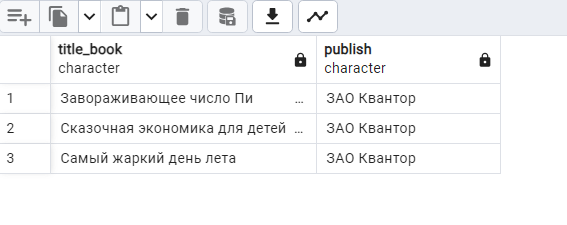 title_book publish
character character
1 Завораживающее число Пи ... ЗАО Квантор
2 Сказочная экономика для детей ... ЗАО Квантор
3 Самый жаркий день лета ЗАО Квантор